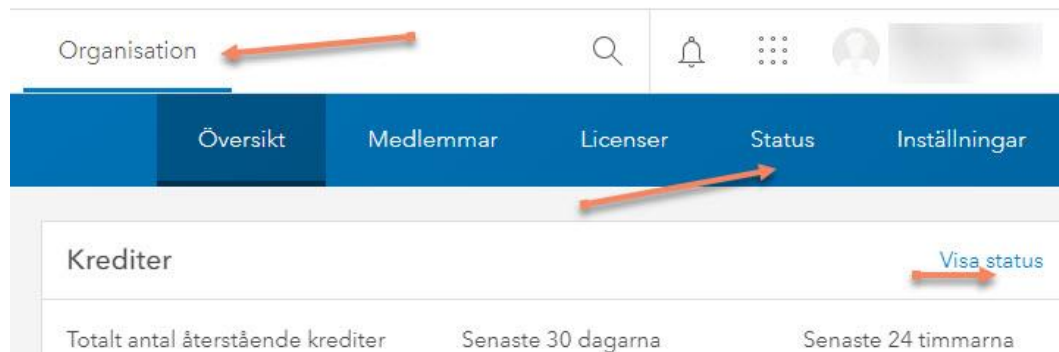 Organisation
Översikt Medlemmar Licenser Status Inställningar
Krediter Visa status
Totalt antal återstående krediter Senaste 30 dagarna Senaste 24 timmarna